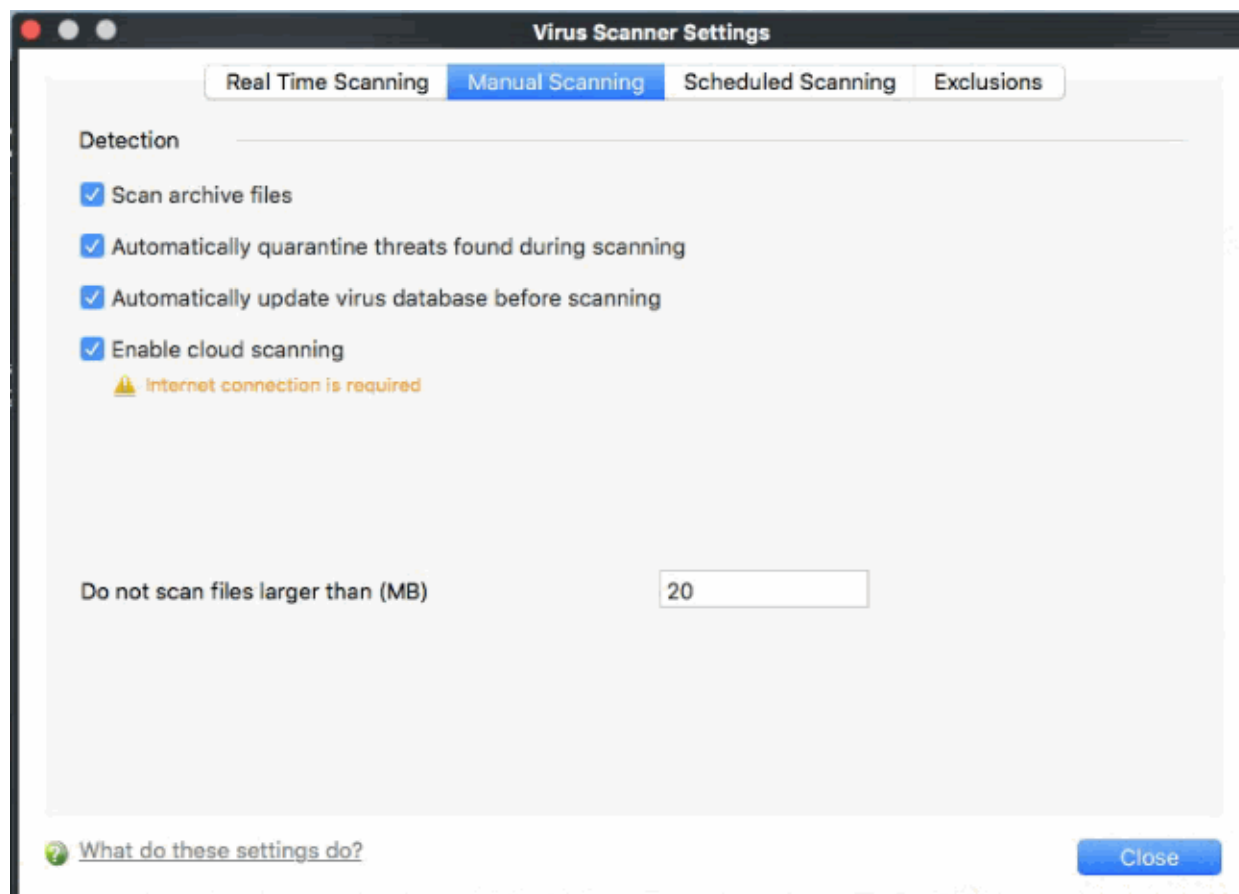 Virus Scanner Settings
Real Time Scanning Manual Scanning Scheduled Scanning Exclusions
Detection
Scan archive files
Automatically quarantine threats found during scanning
Automatically update virus database before scanning
Enable cloud scanning
Internet connection is required
Do not scan files larger than (MB) 20
What do these settings do? Close